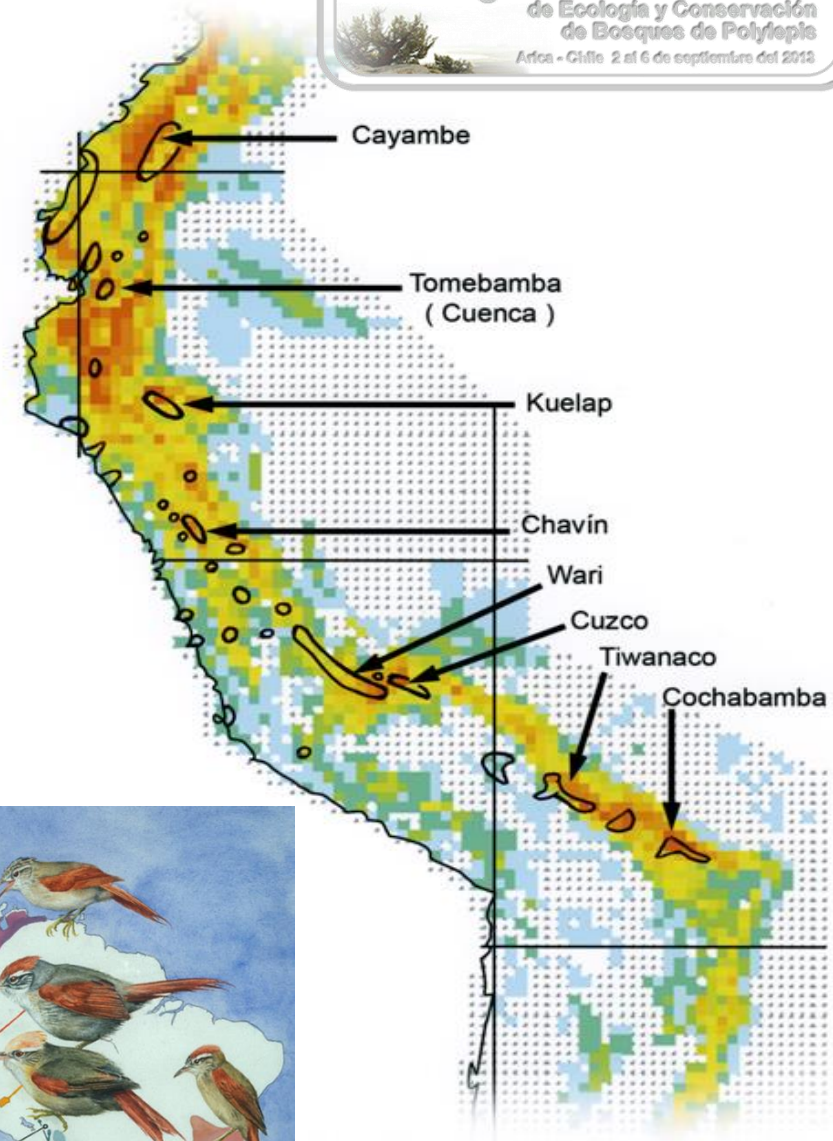 de Ecología y Conservación
de Bosques de Polylepis
Arica - Chile 2 al 6 de septiembre del 2013
Cayambe
Tomebamba
( Cuenca )
Kuelap
Chavín
Wari
Cuzco
Tiwanaco
Cochabamba